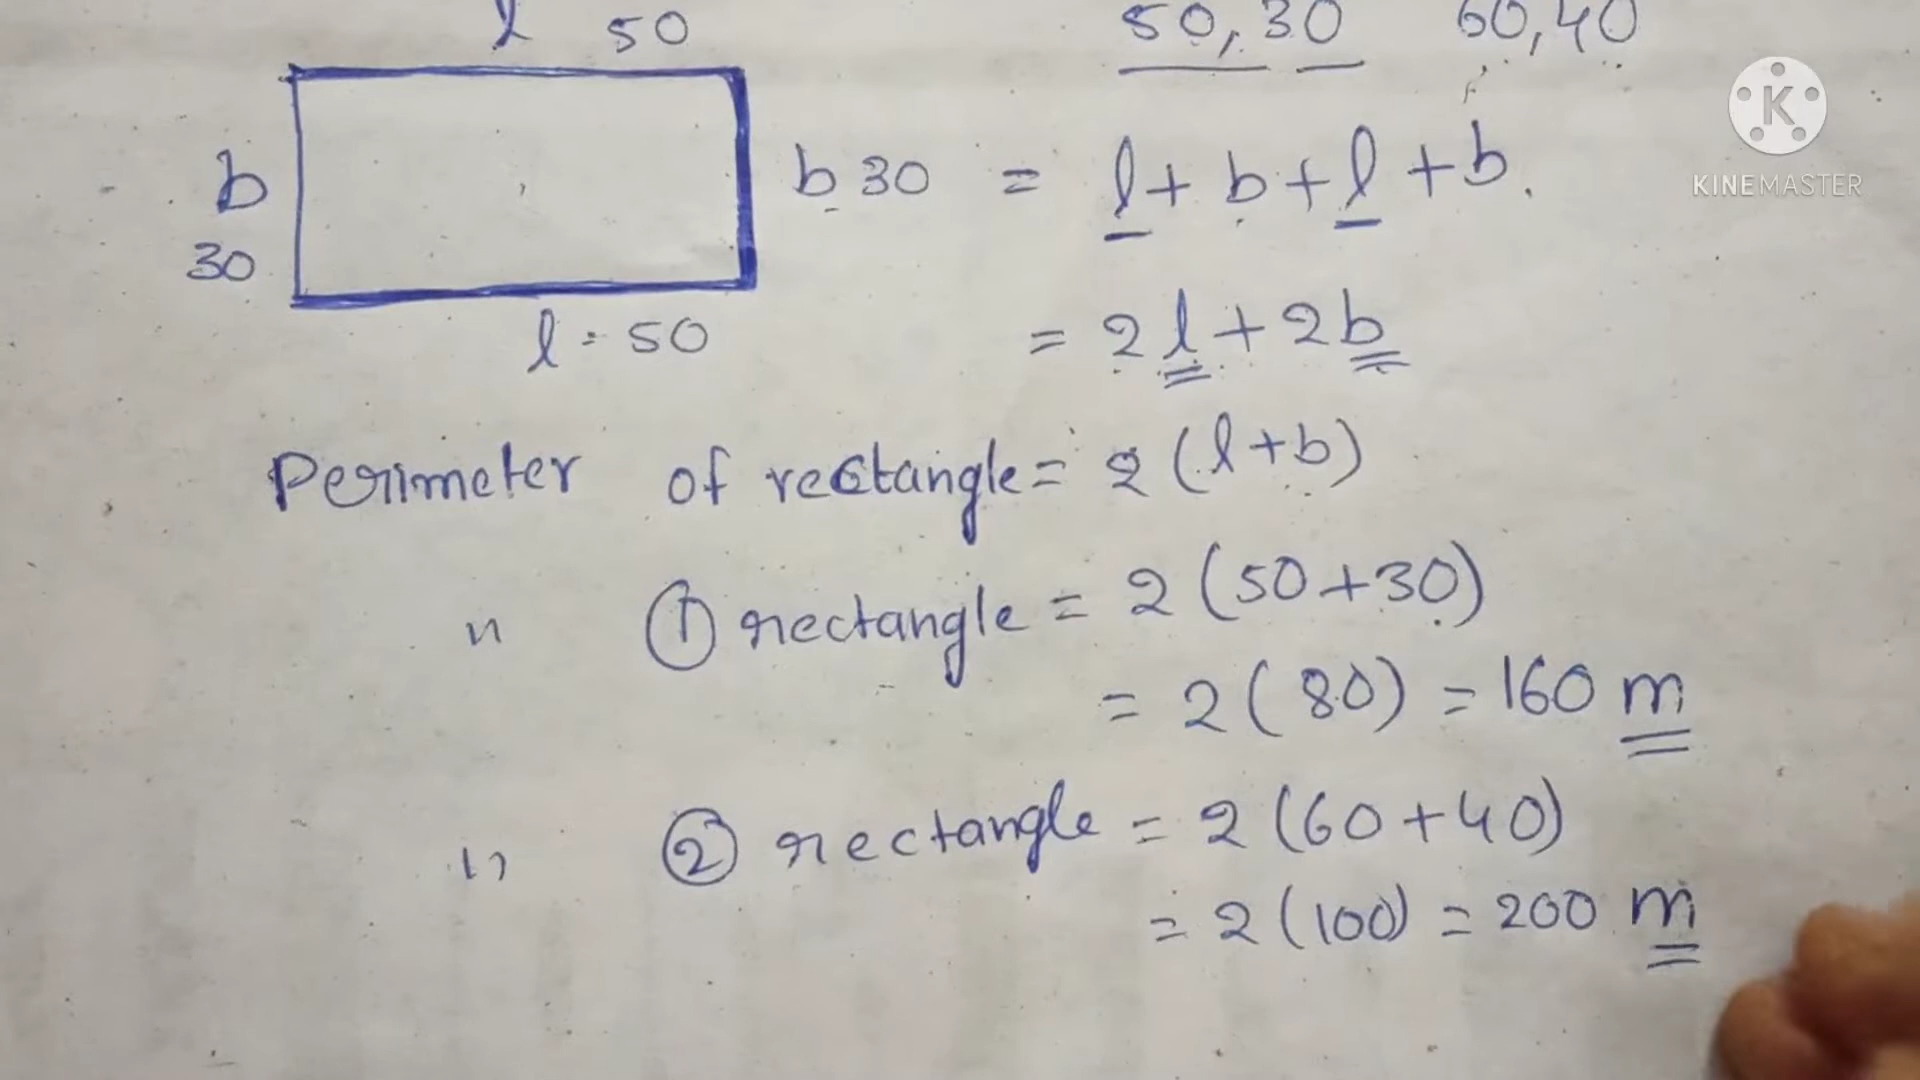 l 50
50, 30 60, 40
b
30
b 30 = l + b + l + b.
l = 50
= 2l + 2b
Perimeter of rectangle = 2 (l+b)
" ① rectangle = 2 (50+30)
= 2 ( 80) = 160 m
" ② rectangle = 2 (60+40)
= 2 (100) = 200 m
K
KINEMASTER